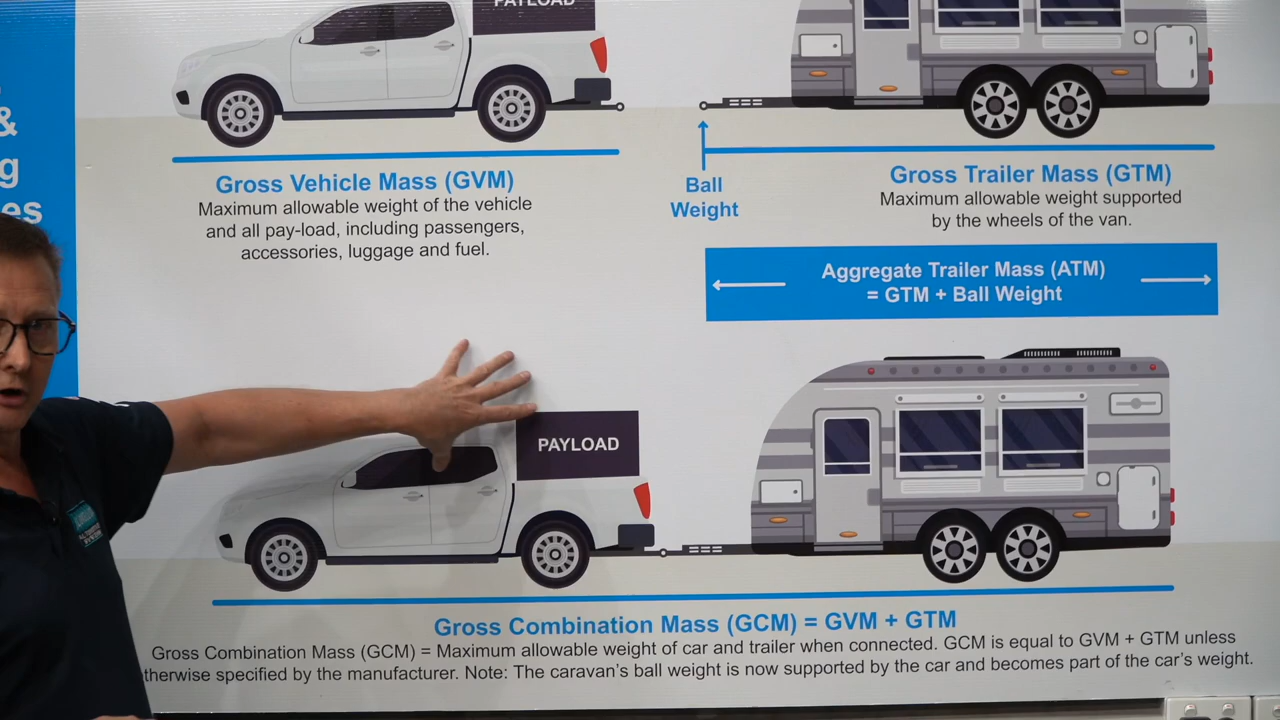 &
PAYLOAD
Gross Vehicle Mass (GVM)
Maximum allowable weight of the vehicle
and all pay-load, including passengers,
accessories, luggage and fuel.
Ball
Weight
Gross Trailer Mass (GTM)
Maximum allowable weight supported
by the wheels of the van.
Aggregate Trailer Mass (ATM)
= GTM + Ball Weight
PAYLOAD
Gross Combination Mass (GCM) = GVM + GTM
Gross Combination Mass (GCM) = Maximum allowable weight of car and trailer when connected. GCM is equal to GVM + GTM unless
therwise specified by the manufacturer. Note: The caravan's ball weight is now supported by the car and becomes part of the car's weight.